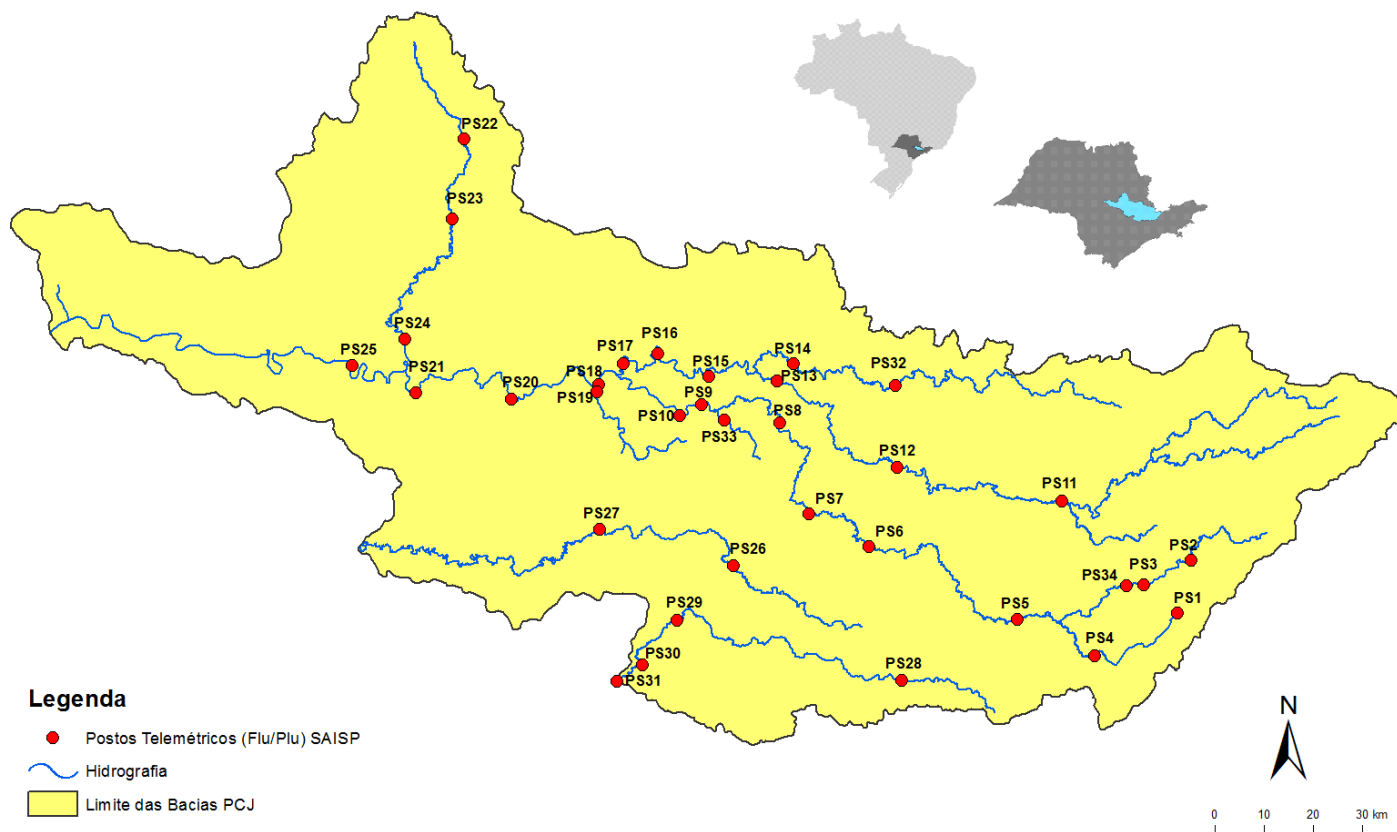 PS22
PS23
PS24
PS25
PS21
PS20
PS16
PS17
PS18
PS19
PS15
PS14
PS13
PS32
PS9
PS10
PS33
PS8
PS12
PS11
PS7
PS6
PS27
PS26
PS2
PS3
PS34
PS1
PS5
PS4
PS29
PS30
PS31
PS28
Legenda
Postos Telemétricos (Flu/Plu) SAISP
Hidrografia
Limite das Bacias PCJ
N
0 10 20 30 km